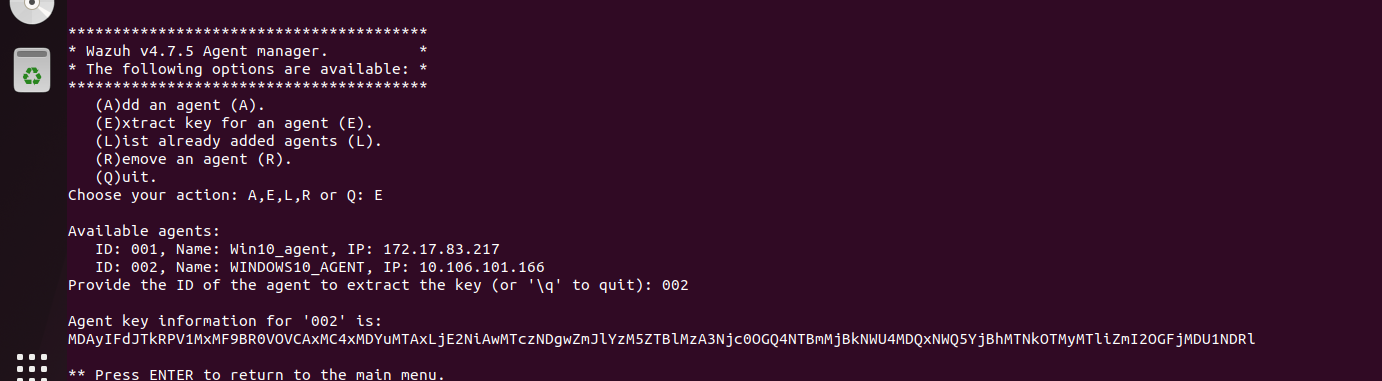 ****************************************
* Wazuh v4.7.5 Agent manager.          *
* The following options are available: *
****************************************
   (A)dd an agent (A).
   (E)xtract key for an agent (E).
   (L)ist already added agents (L).
   (R)emove an agent (R).
   (Q)uit.
Choose your action: A,E,L,R or Q: E

Available agents:
   ID: 001, Name: Win10_agent, IP: 172.17.83.217
   ID: 002, Name: WINDOWS10_AGENT, IP: 10.106.101.166
Provide the ID of the agent to extract the key (or '\q' to quit): 002

Agent key information for '002' is:
MDAyIFdJTkRPV1MxMF9BR0VOVCAxMC4xMDYuMTAxLjE2NiAwMTczNDgwZmJlYzM5ZTBlMzA3Njc0OGQ4NTBmMjBkNWU4MDQxNWQ5YjBhMTNkOTMyMTliZmI2OGFjMDU1NDRl

** Press ENTER to return to the main menu.